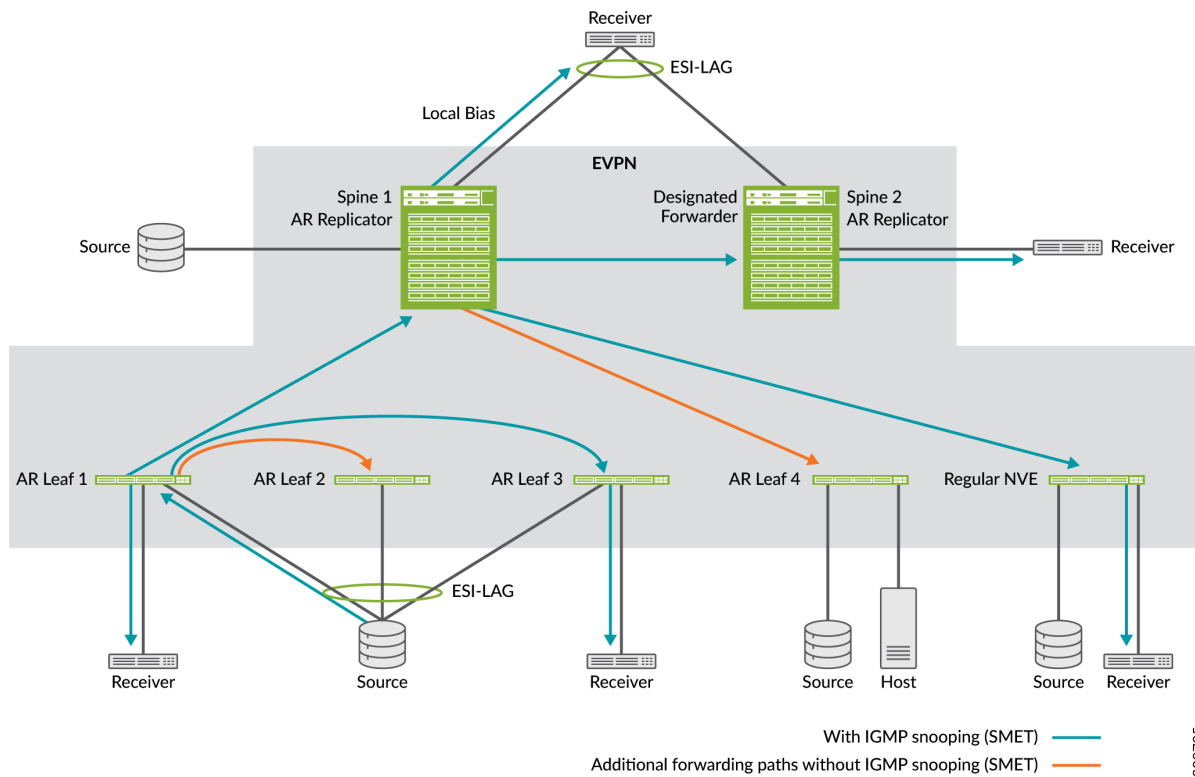 Receiver
ESI-LAG
Local Bias
EVPN
Spine 1
AR Replicator
Designated
Forwarder
Spine 2
AR Replicator
Source
Receiver
AR Leaf 1
AR Leaf 2
AR Leaf 3
AR Leaf 4
Regular NVE
ESI-LAG
Receiver
Source
Receiver
Source
Host
Source
Receiver
With IGMP snooping (SMET)
Additional forwarding paths without IGMP snooping (SMET)